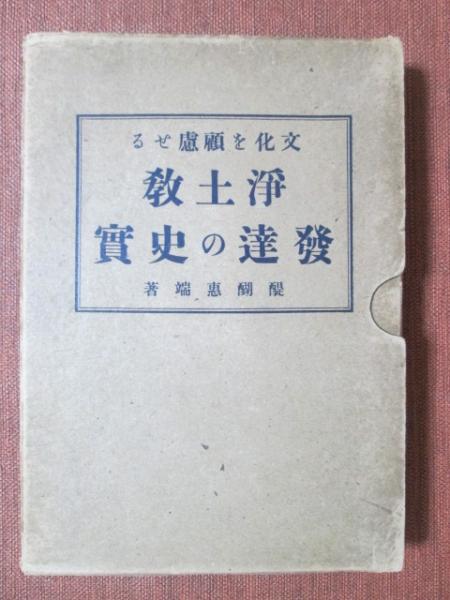 文化を顧慮せる
淨土教
發達の史實
醍醐惠端著